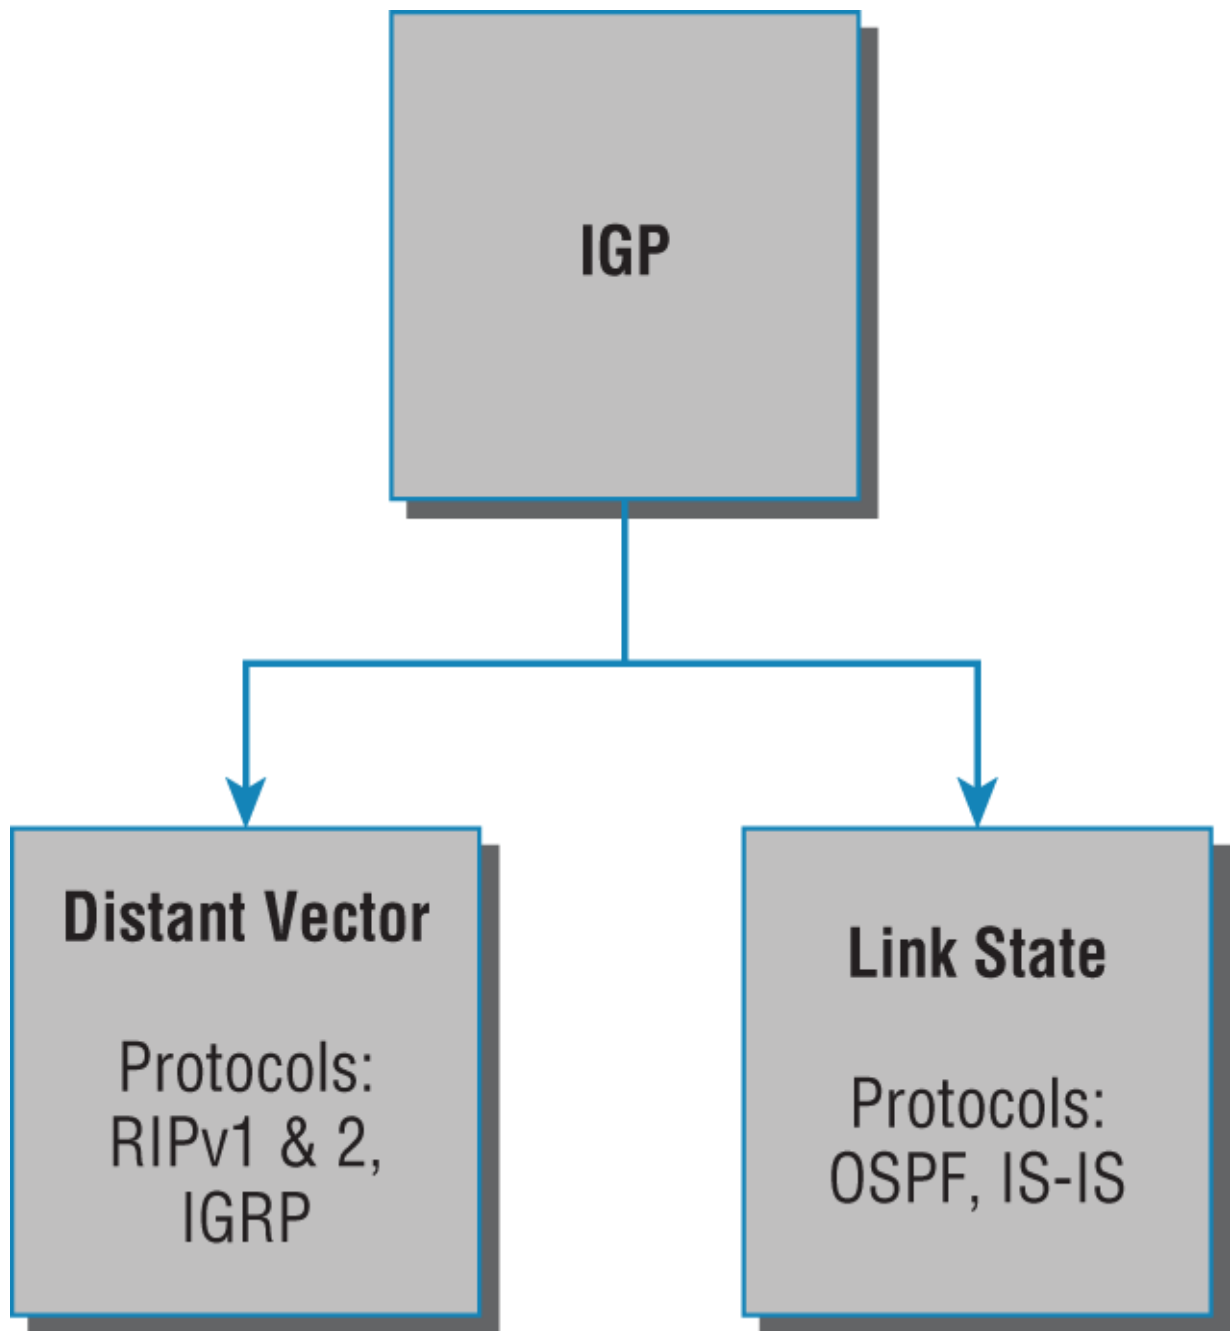 IGP
Distant Vector
Protocols:
RIPv1 & 2,
IGRP
Link State
Protocols:
OSPF, IS-IS